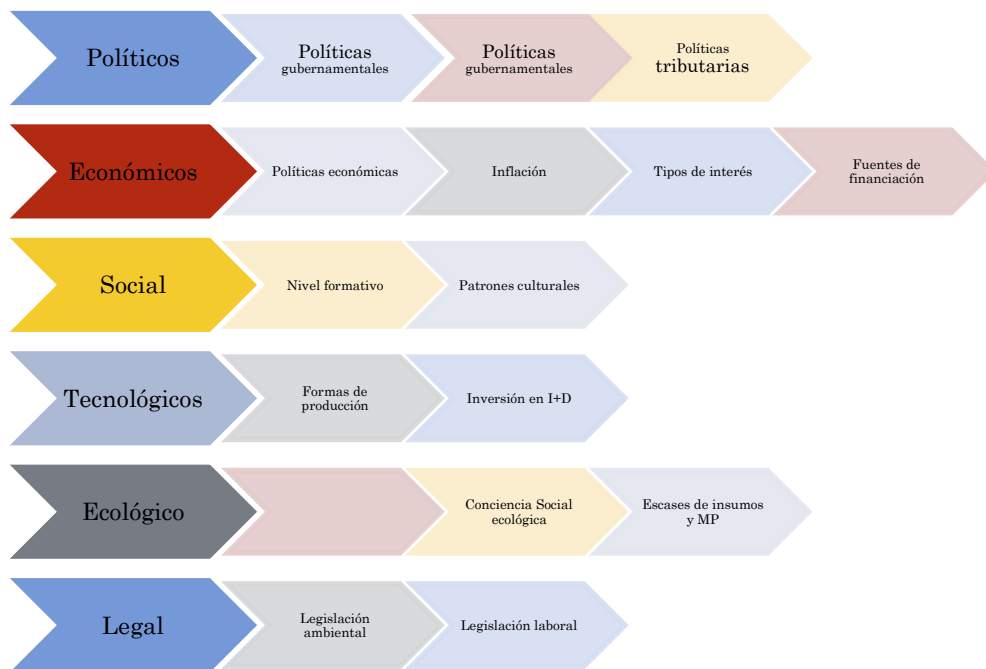 Políticos
Políticas
gubernamentales
Políticas
gubernamentales
Políticas
tributarias
Económicos
Políticas económicas
Inflación
Tipos de interés
Fuentes de
financiación
Social
Nivel formativo
Patrones culturales
Tecnológicos
Formas de
producción
Inversión en I+D
Ecológico
Conciencia Social
ecológica
Escases de insumos
y MP
Legal
Legislación
ambiental
Legislación laboral